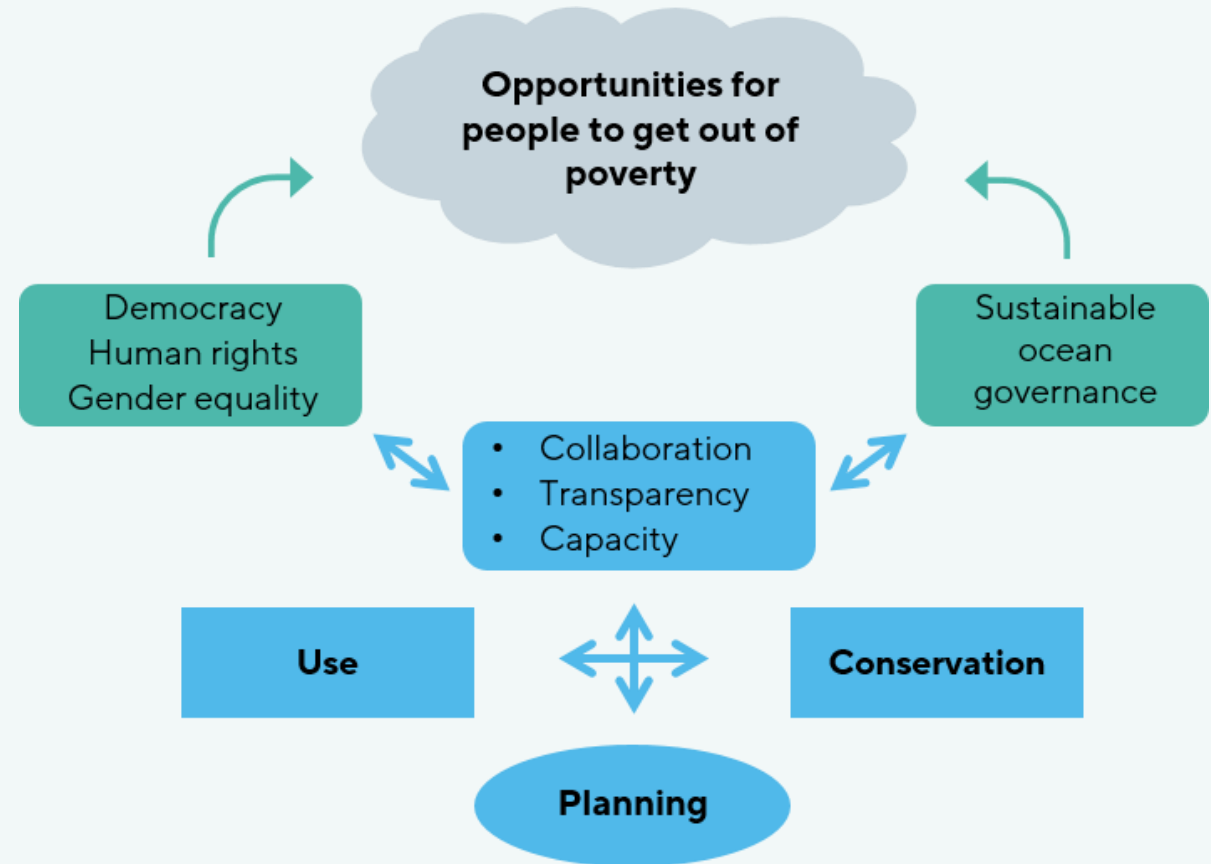 Opportunities for
people to get out of
poverty
Democracy
Human rights
Gender equality
Sustainable
ocean
governance
• Collaboration
• Transparency
• Capacity
Use
Conservation
Planning